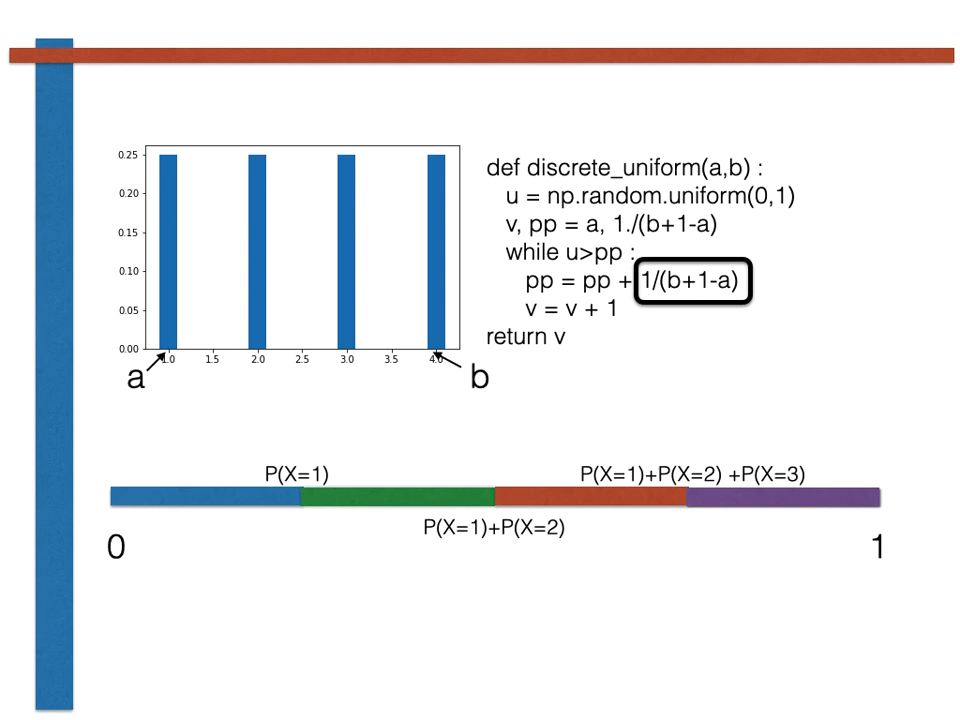 0.25
0.20
0.15
0.10
0.05
0.00
1.0 1.5 2.0 2.5 3.0 3.5 4.0
a
b
def discrete_uniform(a,b) :
u = np.random.uniform(0,1)
v, pp = a, 1./(b+1-a)
while u>pp :
pp = pp + 1/(b+1-a)
v = v + 1
return v
P(X=1)
P(X=1)+P(X=2) +P(X=3)
P(X=1)+P(X=2)
0
1